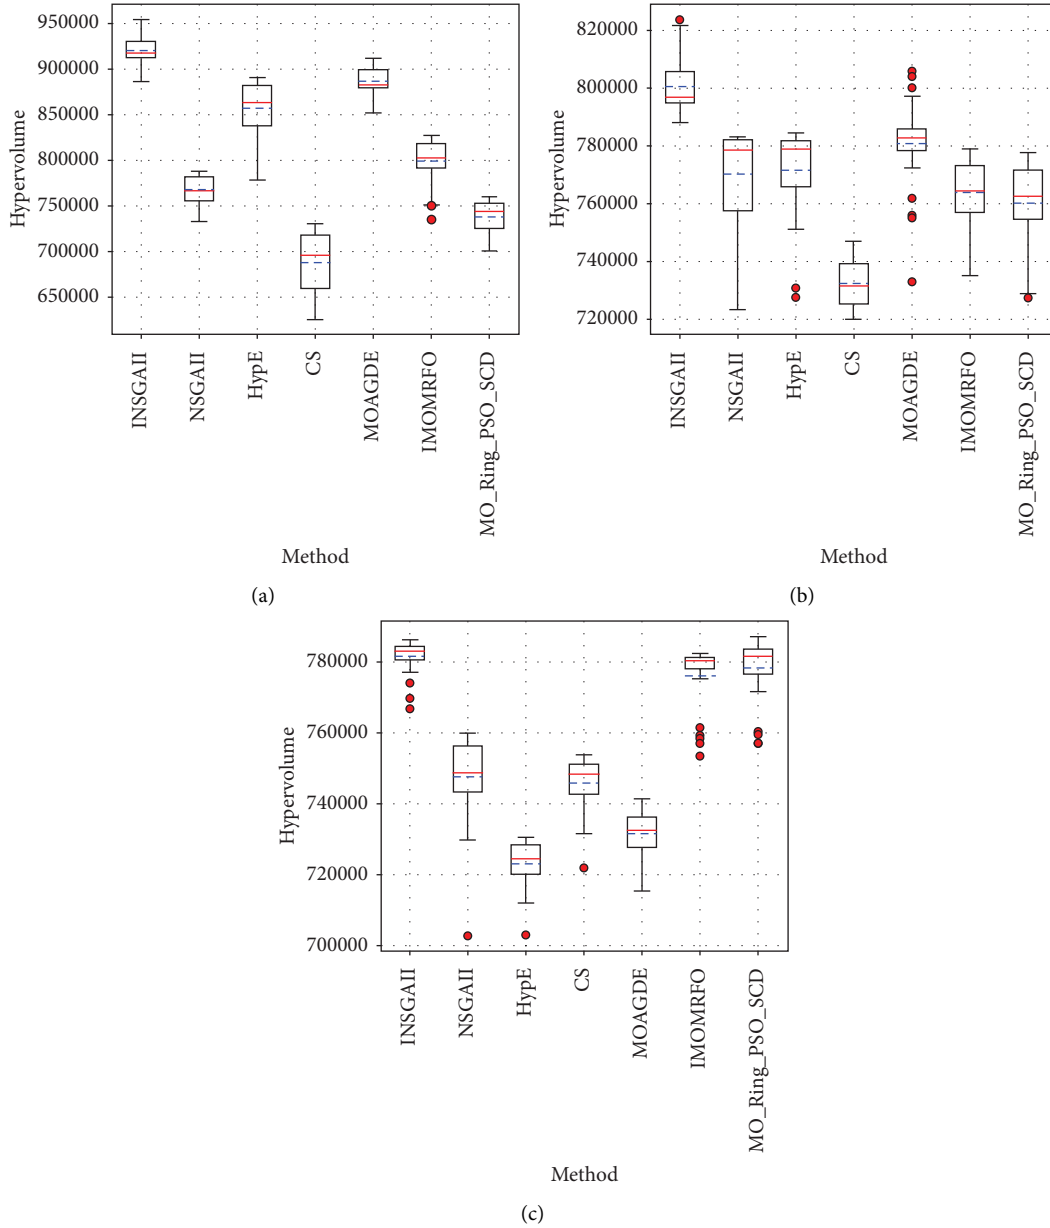 950000
900000
850000
800000
750000
700000
650000
Hypervolume
INSGAII
NSGAII
HypE
CS
MOAGDE
IMOMRFO
MO_Ring_PSO_SCD
Method
(a)
820000
800000
780000
760000
740000
720000
Hypervolume
INSGAII
NSGAII
HypE
CS
MOAGDE
IMOMRFO
MO_Ring_PSO_SCD
Method
(b)
780000
760000
740000
720000
700000
Hypervolume
INSGAII
NSGAII
HypE
CS
MOAGDE
IMOMRFO
MO_Ring_PSO_SCD
Method
(c)